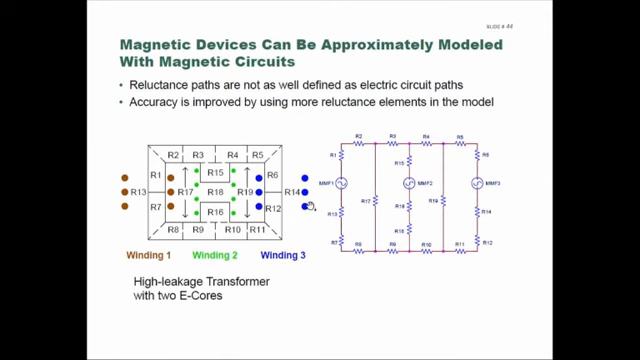 SLIDE # 44
Magnetic Devices Can Be Approximately Modeled
With Magnetic Circuits
• Reluctance paths are not as well defined as electric circuit paths
• Accuracy is improved by using more reluctance elements in the model
R2 R3 R4 R5
R1 R15 R6
R13 R17 R18 R19 R14
R7 R16 R12
R8 R9 R10 R11
Winding 1 Winding 2 Winding 3
High-leakage Transformer
with two E-Cores
R2 R3 R4 R5
R1 R15 R6
MMF1 MMF2 MMF3
R17 R18 R19
R13 R14
R7 R12
R8 R9 R10 R11